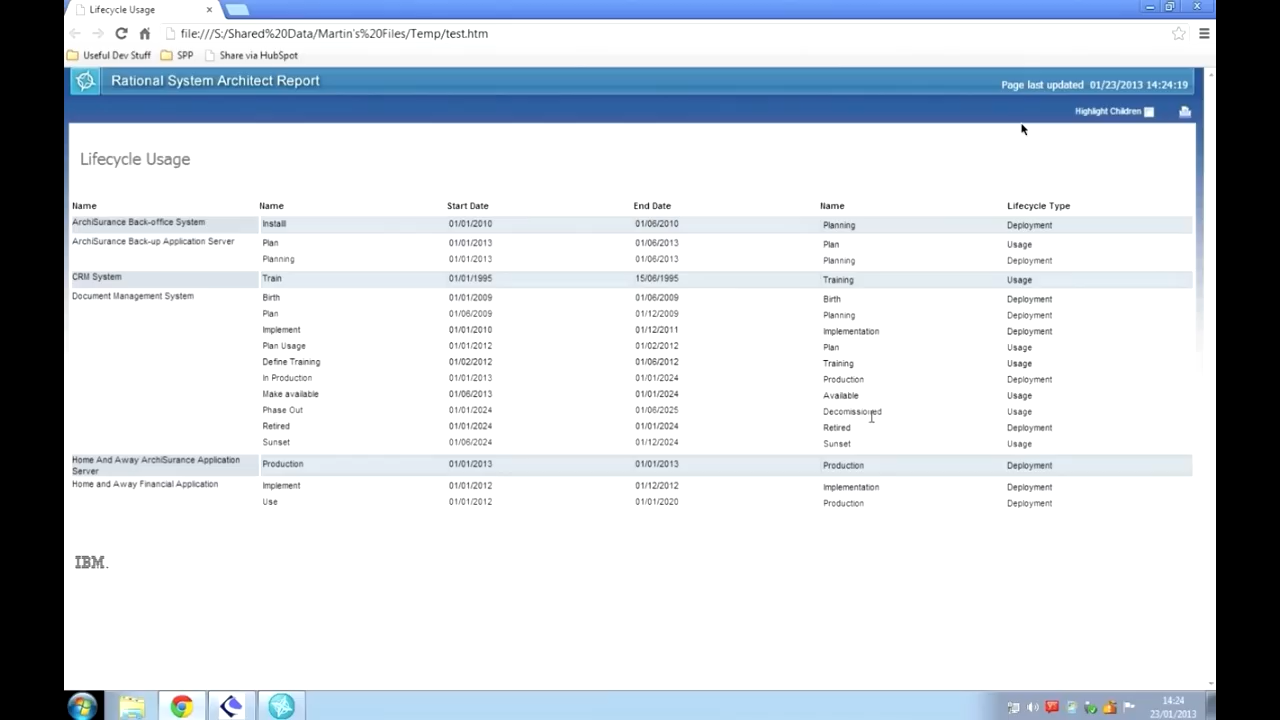 Lifecycle Usage
file:///S:/Shared%20Data/Martin's%20Files/Temp/test.htm
Useful Dev Stuff SPP Share via HubSpot
Rational System Architect Report
Page last updated 01/23/2013 14:24:19
Highlight Children
Lifecycle Usage
Name Name Start Date End Date Name Lifecycle Type
ArchiSurance Back-office System Install 01/01/2010 01/06/2010 Planning Deployment
ArchiSurance Back-up Application Server Plan 01/01/2013 01/06/2013 Plan Usage
Planning 01/01/2013 01/06/2013 Planning Deployment
CRM System Train 01/01/1995 15/06/1995 Training Usage
Document Management System Birth 01/01/2009 01/06/2009 Birth Deployment
Plan 01/06/2009 01/12/2009 Planning Deployment
Implement 01/01/2010 01/12/2011 Implementation Deployment
Plan Usage 01/01/2012 01/02/2012 Plan Usage
Define Training 01/02/2012 01/06/2012 Training Usage
In Production 01/01/2013 01/01/2024 Production Deployment
Make available 01/06/2013 01/01/2024 Available Usage
Phase Out 01/01/2024 01/06/2025 Decomissioned Usage
Retired 01/01/2024 01/01/2024 Retired Deployment
Sunset 01/06/2024 01/12/2024 Sunset Usage
Home And Away ArchiSurance Application Production 01/01/2013 01/01/2013 Production Deployment
Server
Home and Away Financial Application Implement 01/01/2012 01/12/2012 Implementation Deployment
Use 01/01/2012 01/01/2020 Production Deployment
IBM.
14:24
23/01/2013